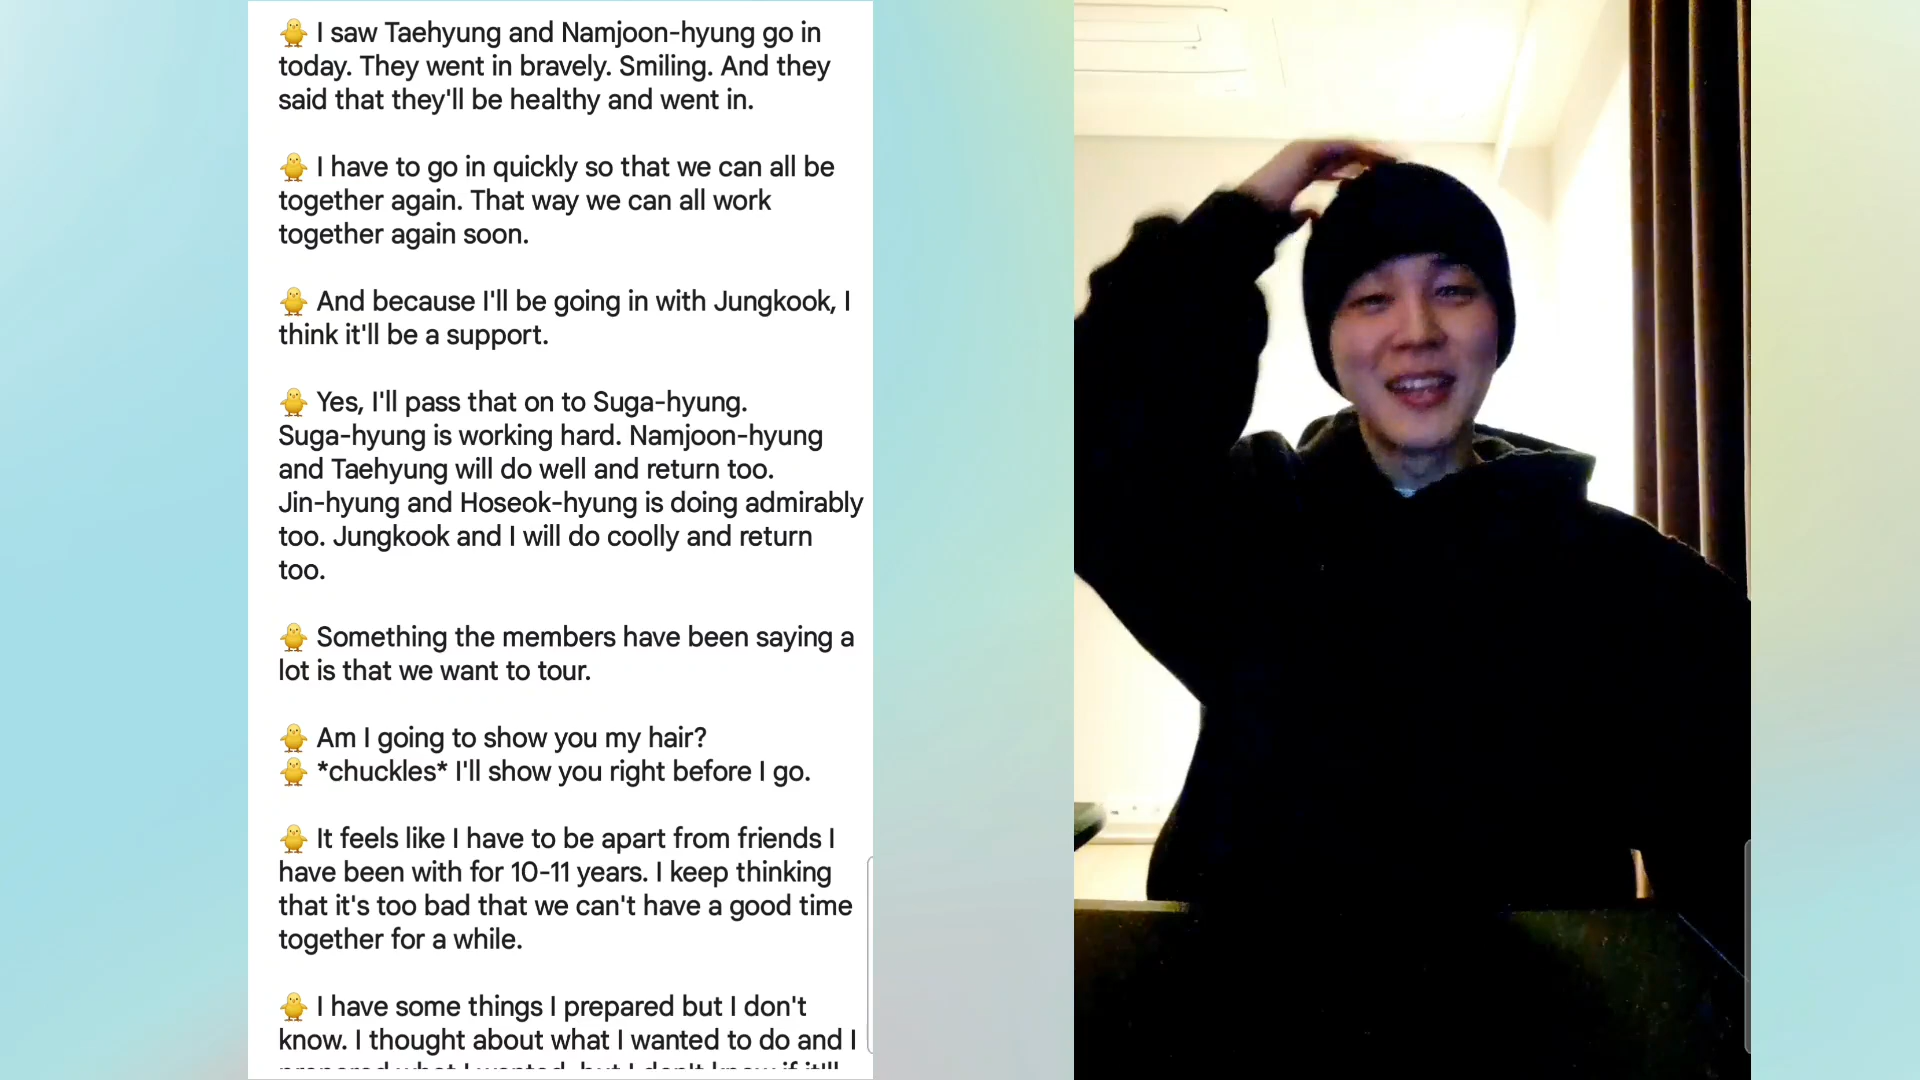 🐥 I saw Taehyung and Namjoon-hyung go in
today. They went in bravely. Smiling. And they
said that they'll be healthy and went in.
🐥 I have to go in quickly so that we can all be
together again. That way we can all work
together again soon.
🐥 And because I'll be going in with Jungkook, I
think it'll be a support.
🐥 Yes, I'll pass that on to Suga-hyung.
Suga-hyung is working hard. Namjoon-hyung
and Taehyung will do well and return too.
Jin-hyung and Hoseok-hyung is doing admirably
too. Jungkook and I will do coolly and return
too.
🐥 Something the members have been saying a
lot is that we want to tour.
🐥 Am I going to show you my hair?
🐥 *chuckles* I'll show you right before I go.
🐥 It feels like I have to be apart from friends I
have been with for 10-11 years. I keep thinking
that it's too bad that we can't have a good time
together for a while.
🐥 I have some things I prepared but I don't
know. I thought about what I wanted to do and I
prepared what I wanted, but I don't know if it'll